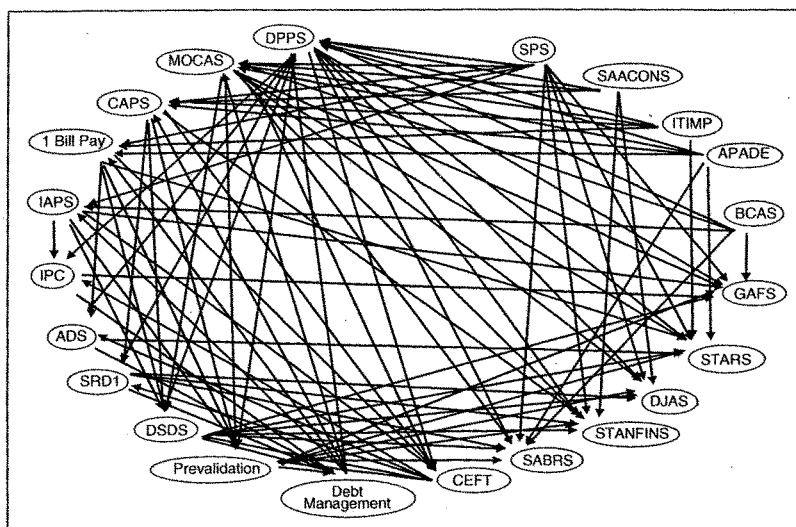 DPPS
SPS
MOCAS
SAACONS
CAPS
ITIMP
1 Bill Pay
APADE
IAPS
BCAS
IPC
GAFS
ADS
STARS
SRD1
DJAS
DSDS
STANFINS
Prevalidation
SABRS
CEFT
Debt
Management